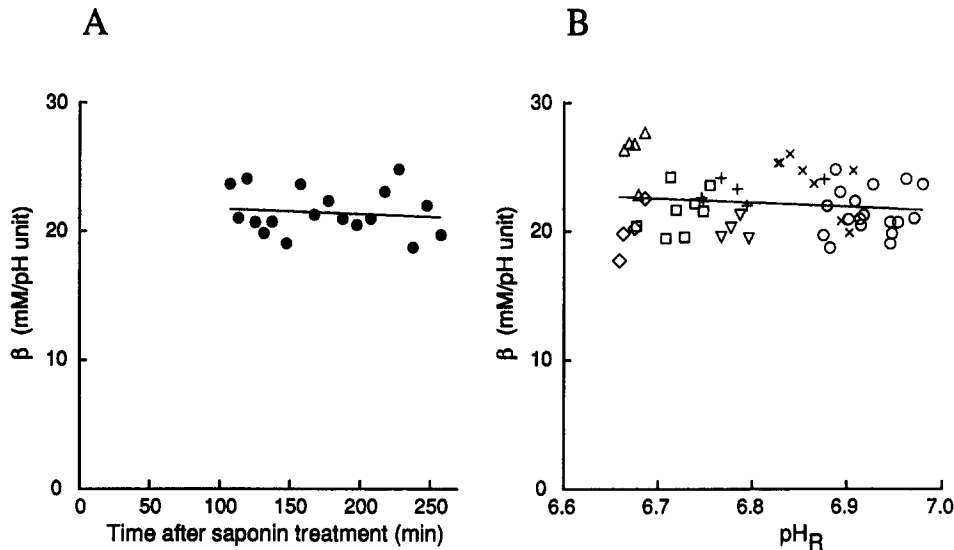 A
B
30
20
10
0
β (mM/pH unit)
0 50 100 150 200 250
Time after saponin treatment (min)
30
20
10
0
β (mM/pH unit)
6.6 6.7 6.8 6.9 7.0
pHR